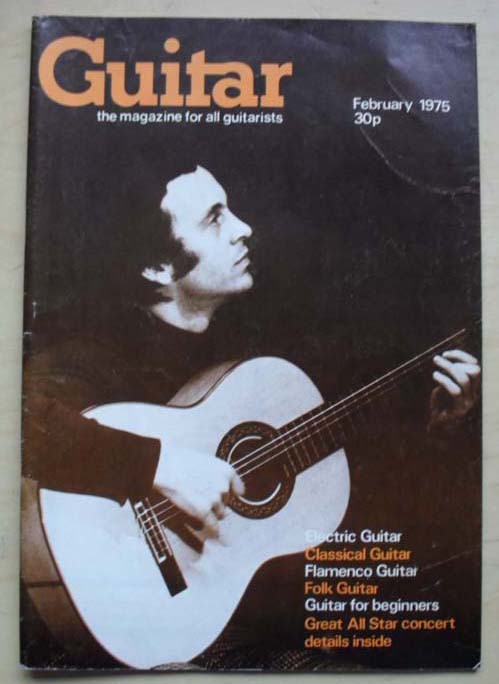 Guitar
the magazine for all guitarists
February 1975
30p
Electric Guitar
Classical Guitar
Flamenco Guitar
Folk Guitar
Guitar for beginners
Great All Star concert
details inside